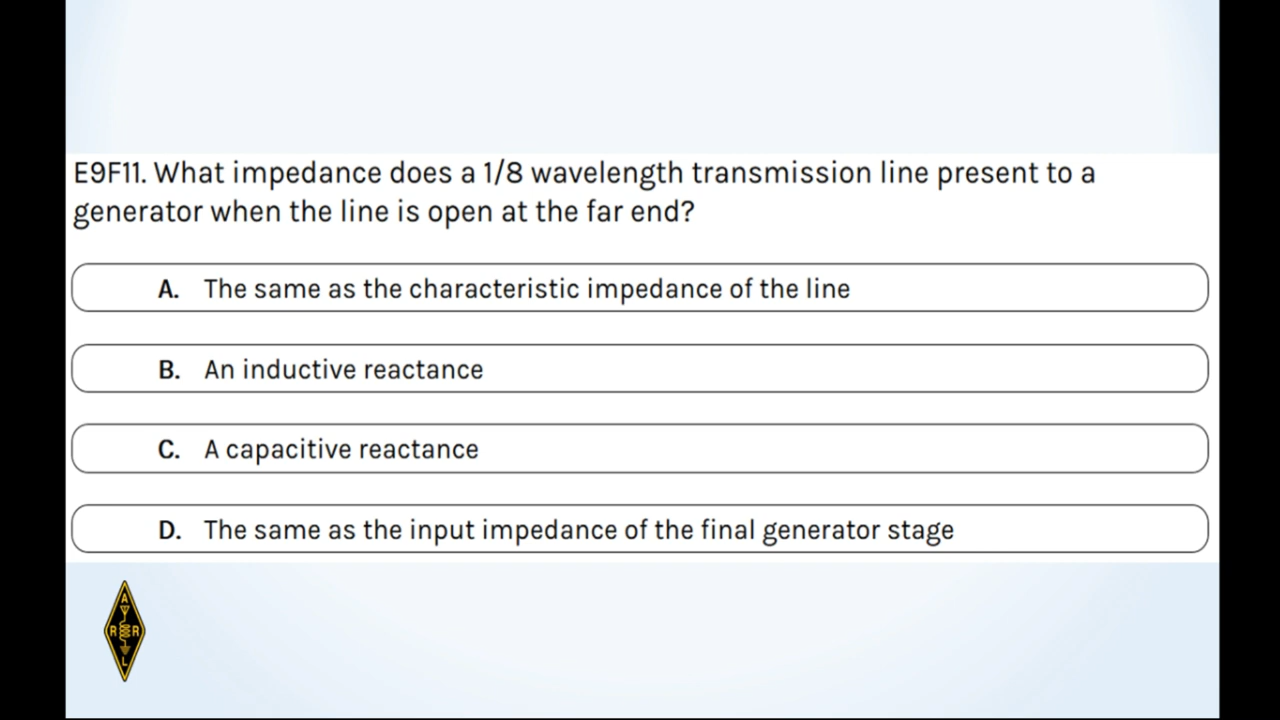 E9F11. What impedance does a 1/8 wavelength transmission line present to a
generator when the line is open at the far end?
A. The same as the characteristic impedance of the line
B. An inductive reactance
C. A capacitive reactance
D. The same as the input impedance of the final generator stage
A
R R
L